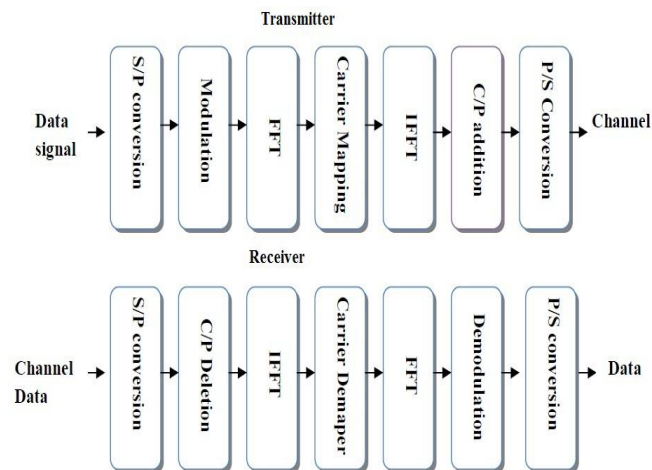 Transmitter
Data
signal
S/P conversion
Modulation
FFT
Carrier Mapping
IFFT
C/P addition
P/S Conversion
Channel
Receiver
Channel
Data
S/P conversion
C/P Deletion
IFFT
Carrier Demaper
FFT
Demodulation
P/S conversion
Data